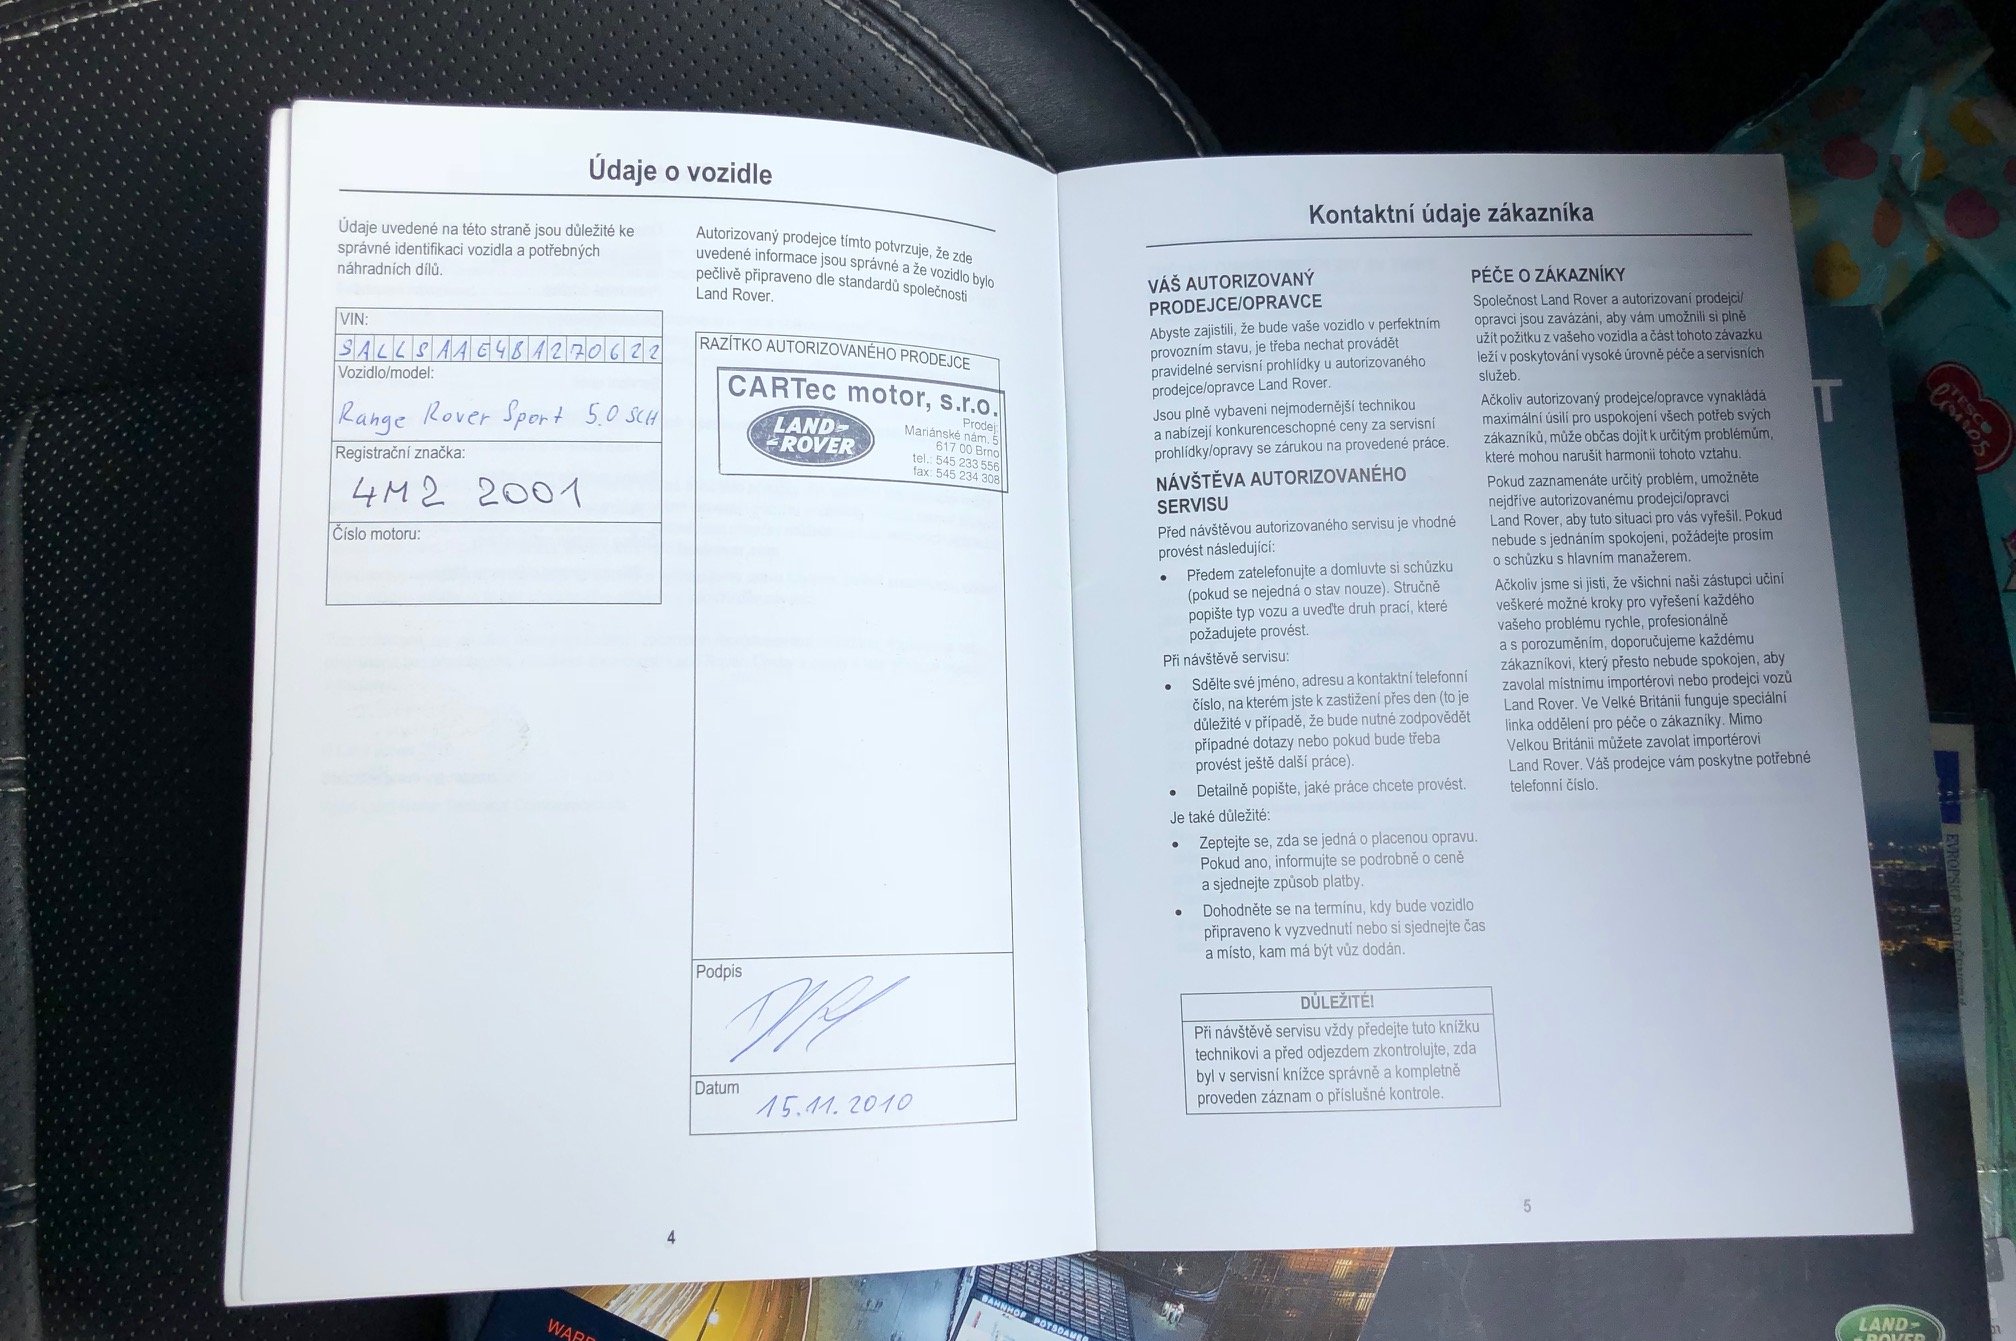 Údaje o vozidle
Údaje uvedené na této straně jsou důležité ke
správné identifikaci vozidla a potřebných
náhradních dílů.
VIN:
SALLSAAE4BA270622
Vozidlo/model:
Range Rover Sport 5.0 SCH
Registrační značka:
4M2 2001
Číslo motoru:
Autorizovaný prodejce tímto potvrzuje, že zde
uvedené informace jsou správné a že vozidlo bylo
pečlivě připraveno dle standardů společnosti
Land Rover.
RAZÍTKO AUTORIZOVANÉHO PRODEJCE
CARTec motor, s.r.o.
LAND-
ROVER
Prodej:
Mariánské nám. 5
617 00 Brno
tel.: 545 233 556
fax: 545 234 308
Podpis
Datum
15.11.2010
4
Kontaktní údaje zákazníka
VÁŠ AUTORIZOVANÝ
PRODEJCE/OPRAVCE
Abyste zajistili, že bude vaše vozidlo v perfektním
provozním stavu, je třeba nechat provádět
pravidelné servisní prohlídky u autorizovaného
prodejce/opravce Land Rover.
Jsou plně vybaveni nejmodernější technikou
a nabízejí konkurenceschopné ceny za servisní
prohlídky/opravy se zárukou na provedené práce.
NÁVŠTĚVA AUTORIZOVANÉHO
SERVISU
Před návštěvou autorizovaného servisu je vhodné
provést následující:
• Předem zatelefonujte a domluvte si schůzku
(pokud se nejedná o stav nouze). Stručně
popište typ vozu a uveďte druh prací, které
požadujete provést.
Při návštěvě servisu:
• Sdělte své jméno, adresu a kontaktní telefonní
číslo, na kterém jste k zastižení přes den (to je
důležité v případě, že bude nutné zodpovědět
případné dotazy nebo pokud bude třeba
provést ještě další práce).
• Detailně popište, jaké práce chcete provést.
Je také důležité:
• Zeptejte se, zda se jedná o placenou opravu.
Pokud ano, informujte se podrobně o ceně
a sjednejte způsob platby.
• Dohodněte se na termínu, kdy bude vozidlo
připraveno k vyzvednutí nebo si sjednejte čas
a místo, kam má být vůz dodán.
DŮLEŽITÉ!
Při návštěvě servisu vždy předejte tuto knížku
technikovi a před odjezdem zkontrolujte, zda
byl v servisní knížce správně a kompletně
proveden záznam o příslušné kontrole.
PÉČE O ZÁKAZNÍKY
Společnost Land Rover a autorizovaní prodejci/
opravci jsou zavázáni, aby vám umožnili si plně
užít požitku z vašeho vozidla a část tohoto závazku
leží v poskytování vysoké úrovně péče a servisních
služeb.
Ačkoliv autorizovaný prodejce/opravce vynakládá
maximální úsilí pro uspokojení všech potřeb svých
zákazníků, může občas dojít k určitým problémům,
které mohou narušit harmonii tohoto vztahu.
Pokud zaznamenáte určitý problém, umožněte
nejdříve autorizovanému prodejci/opravci
Land Rover, aby tuto situaci pro vás vyřešil. Pokud
nebude s jednáním spokojeni, požádejte prosím
o schůzku s hlavním manažerem.
Ačkoliv jsme si jisti, že všichni naši zástupci učiní
veškeré možné kroky pro vyřešení každého
vašeho problému rychle, profesionálně
a s porozuměním, doporučujeme každému
zákazníkovi, který přesto nebude spokojen, aby
zavolal místnímu importérovi nebo prodejci vozů
Land Rover. Ve Velké Británii funguje speciální
linka oddělení pro péče o zákazníky. Mimo
Velkou Británii můžete zavolat importérovi
Land Rover. Váš prodejce vám poskytne potřebné
telefonní číslo.
5
TESCO
BAHNHOF POTSDAMER
LAND-
ROVER